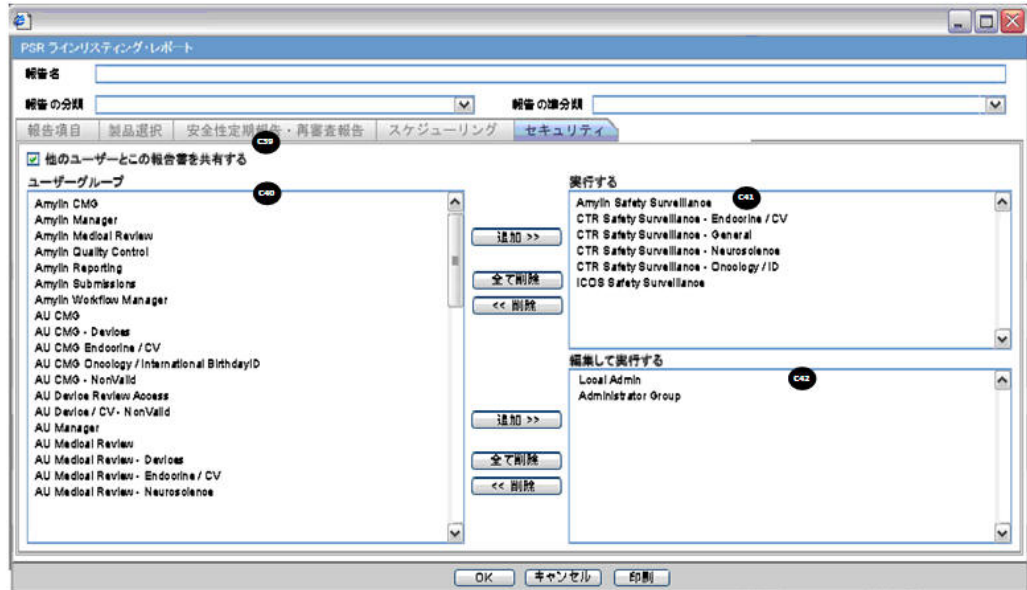 PSR ラインリスティング・レポート
報告名
報告の分類
報告の準分類
報告項目 製品選択 安全性定期報告・再審査報告 スケジューリング セキュリティ
C39
他のユーザーとこの報告書を共有する
ユーザーグループ
C40
Amylin CMG
Amylin Manager
Amylin Medical Review
Amylin Quality Control
Amylin Reporting
Amylin Submissions
Amylin Workflow Manager
AU CMG
AU CMG - Devices
AU CMG Endocrine / CV
AU CMG Oncology / International BirthdayID
AU CMG - NonValid
AU Device Review Access
AU Device / CV - NonValid
AU Manager
AU Medical Review
AU Medical Review - Devices
AU Medical Review - Endocrine / CV
AU Medical Review - Neuroscience
追加 >>
全て削除
<< 削除
追加 >>
全て削除
<< 削除
実行する
C41
Amylin Safety Surveillance
CTR Safety Surveillance - Endocrine / CV
CTR Safety Surveillance - General
CTR Safety Surveillance - Neuroscience
CTR Safety Surveillance - Oncology / ID
ICOS Safety Surveillance
編集して実行する
C42
Local Admin
Administrator Group
OK キャンセル 印刷